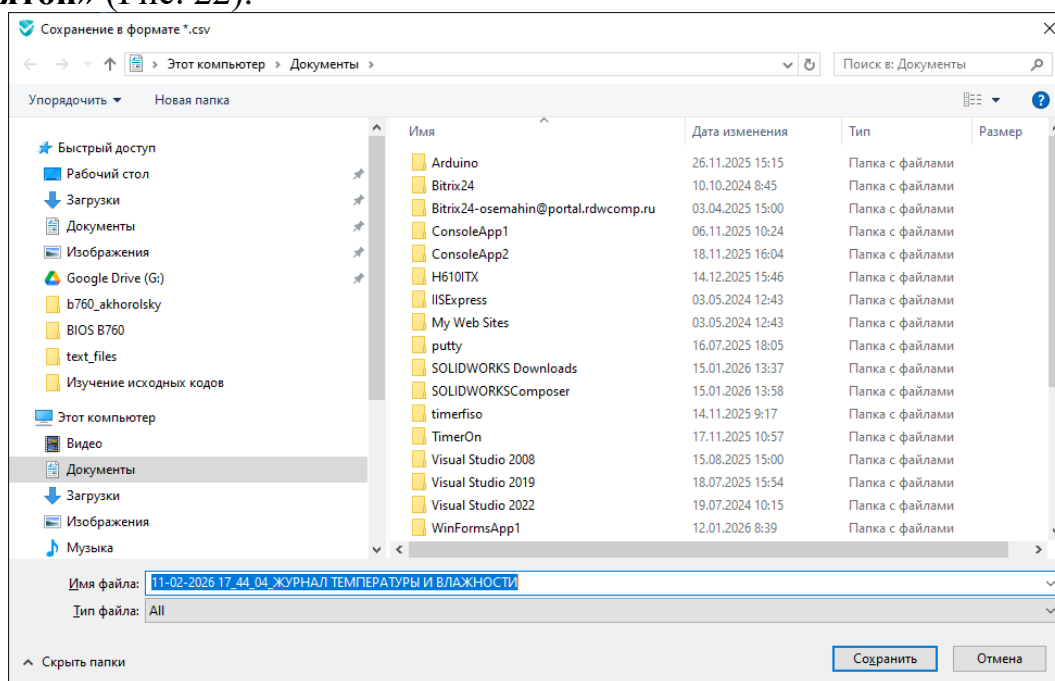 (Рис. 22).
Сохранение в формате *.csv
Этот компьютер > Документы >
Поиск в: Документы
Упорядочить
Новая папка
Быстрый доступ
Рабочий стол
Загрузки
Документы
Изображения
Google Drive (G:)
b760_akhorolsky
BIOS B760
text_files
Изучение исходных кодов
Этот компьютер
Видео
Документы
Загрузки
Изображения
Музыка
Имя Дата изменения Тип Размер
Arduino 26.11.2025 15:15 Папка с файлами
Bitrix24 10.10.2024 8:45 Папка с файлами
Bitrix24-osemahin@portal.rdwcomp.ru 03.04.2025 15:00 Папка с файлами
ConsoleApp1 06.11.2025 10:24 Папка с файлами
ConsoleApp2 18.11.2025 16:04 Папка с файлами
H610ITX 14.12.2025 15:46 Папка с файлами
IISExpress 03.05.2024 12:43 Папка с файлами
My Web Sites 03.05.2024 12:43 Папка с файлами
putty 16.07.2025 18:05 Папка с файлами
SOLIDWORKS Downloads 15.01.2026 13:37 Папка с файлами
SOLIDWORKSComposer 15.01.2026 13:58 Папка с файлами
timerfiso 14.11.2025 9:17 Папка с файлами
TimerOn 17.11.2025 10:57 Папка с файлами
Visual Studio 2008 15.08.2025 15:00 Папка с файлами
Visual Studio 2019 18.07.2025 15:54 Папка с файлами
Visual Studio 2022 19.07.2024 10:15 Папка с файлами
WinFormsApp1 12.01.2026 8:39 Папка с файлами
Имя файла: 11-02-2026 17_44_04_ЖУРНАЛ ТЕМПЕРАТУРЫ И ВЛАЖНОСТИ
Тип файла: All
Скрыть папки
Сохранить
Отмена